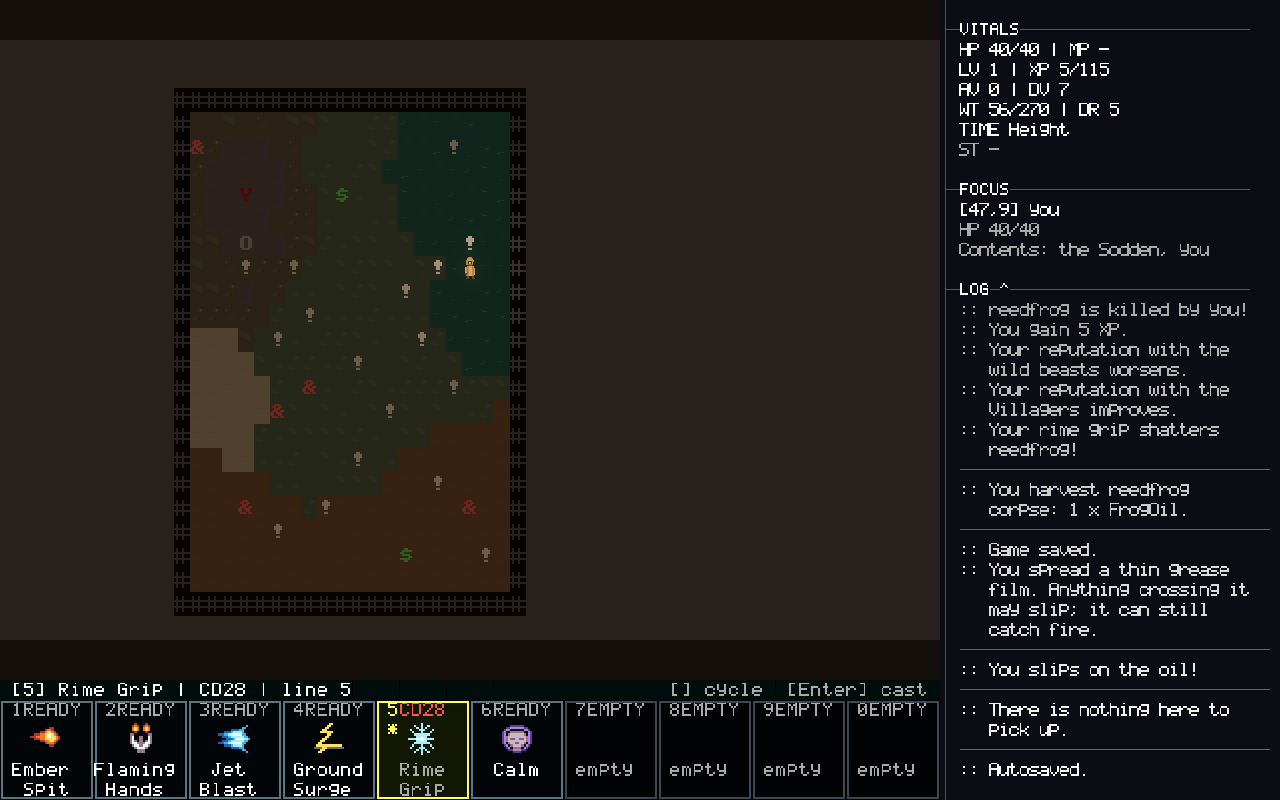 VITALS
HP 40/40 | MP -
LV 1 | XP 5/115
AV 0 | DV 7
WT 56/270 | DR 5
TIME Height
ST -
FOCUS
[47,9] You
HP 40/40
Contents: the Sodden, You
LOG ^
:: reedfrog is killed by you!
:: You gain 5 XP.
:: Your rePutation with the
wild beasts worsens.
:: Your rePutation with the
Villagers imProves.
:: Your rime griP shatters
reedfrog!
:: You harvest reedfrog
corPse: 1 x FrogOil.
:: Game saved.
:: You sPread a thin grease
film. Anything crossing it
may sliP; it can still
catch fire.
:: You sliPs on the oil!
:: There is nothing here to
Pick uP.
:: Autosaved.
[5] Rime GriP | CD28 | line 5
[] cycle [Enter] cast
1READY 2READY 3READY 4READY 5CD28 6READY 7EMPTY 8EMPTY 9EMPTY 0EMPTY
Ember SPit
Flaming Hands
Jet Blast
Ground Surge
Rime GriP
Calm
emPty
emPty
emPty
emPty